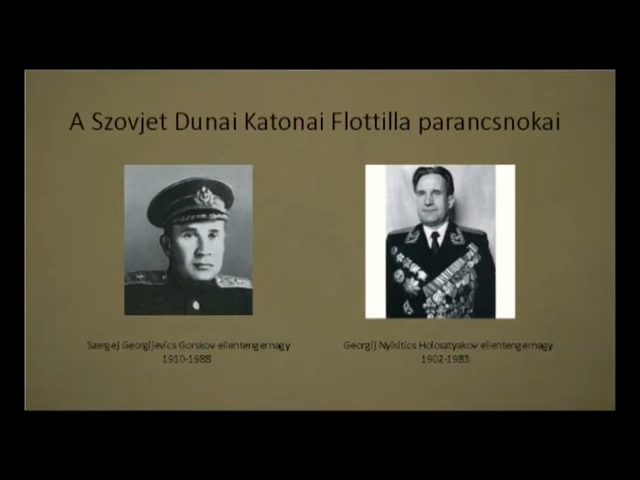 A Szovjet Dunai Katonai Flottilla parancsnokai
Szergej Georgijevics Gorskov ellentengernagy
1910-1988
Georgij Nyikitics Holosztyakov ellentengernagy
1902-1983